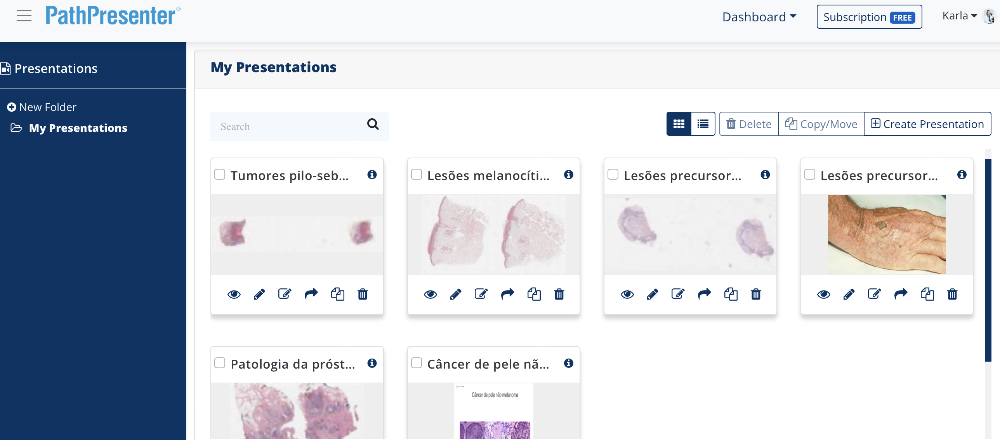 PathPresenter®
Dashboard
Subscription FREE
Karla
Presentations
New Folder
My Presentations
My Presentations
Search
Delete
Copy/Move
Create Presentation
Tumores pilo-seb...
Lesões melanocíti...
Lesões precursor...
Lesões precursor...
Patologia da próst...
Câncer de pele nã...
Câncer de pele não melanoma